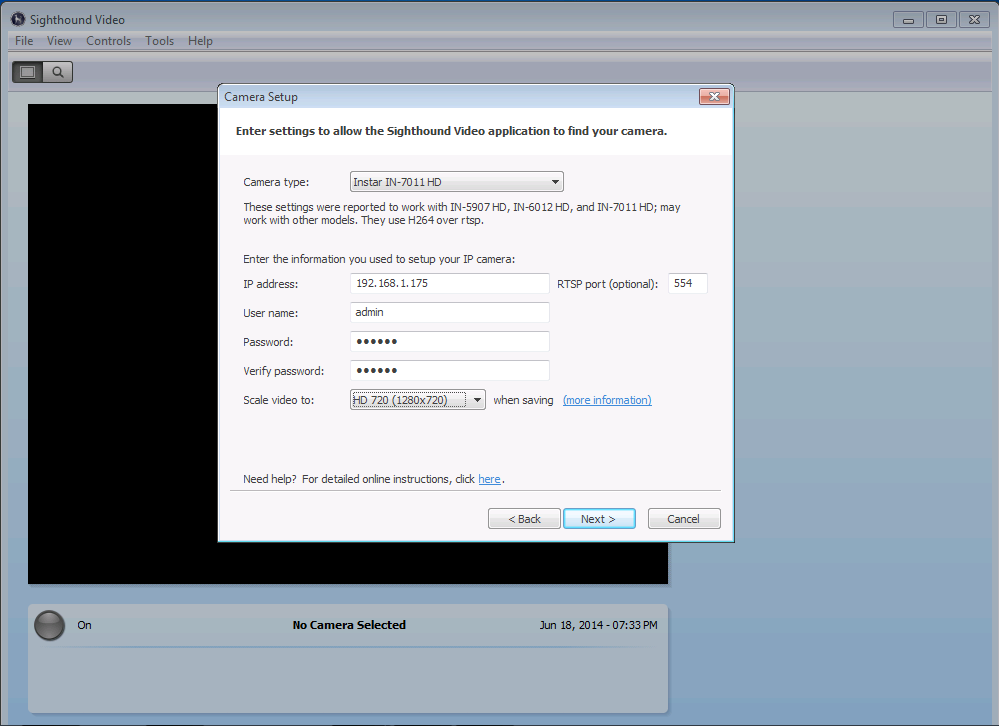 Sighthound Video
File View Controls Tools Help
Camera Setup
Enter settings to allow the Sighthound Video application to find your camera.
Camera type: Instar IN-7011 HD
These settings were reported to work with IN-5907 HD, IN-6012 HD, and IN-7011 HD; may
work with other models. They use H264 over rtsp.
Enter the information you used to setup your IP camera:
IP address: 192.168.1.175 RTSP port (optional): 554
User name: admin
Password: ●●●●●●
Verify password: ●●●●●●
Scale video to: HD 720 (1280x720) when saving (more information)
Need help? For detailed online instructions, click here.
< Back Next > Cancel
On No Camera Selected Jun 18, 2014 - 07:33 PM